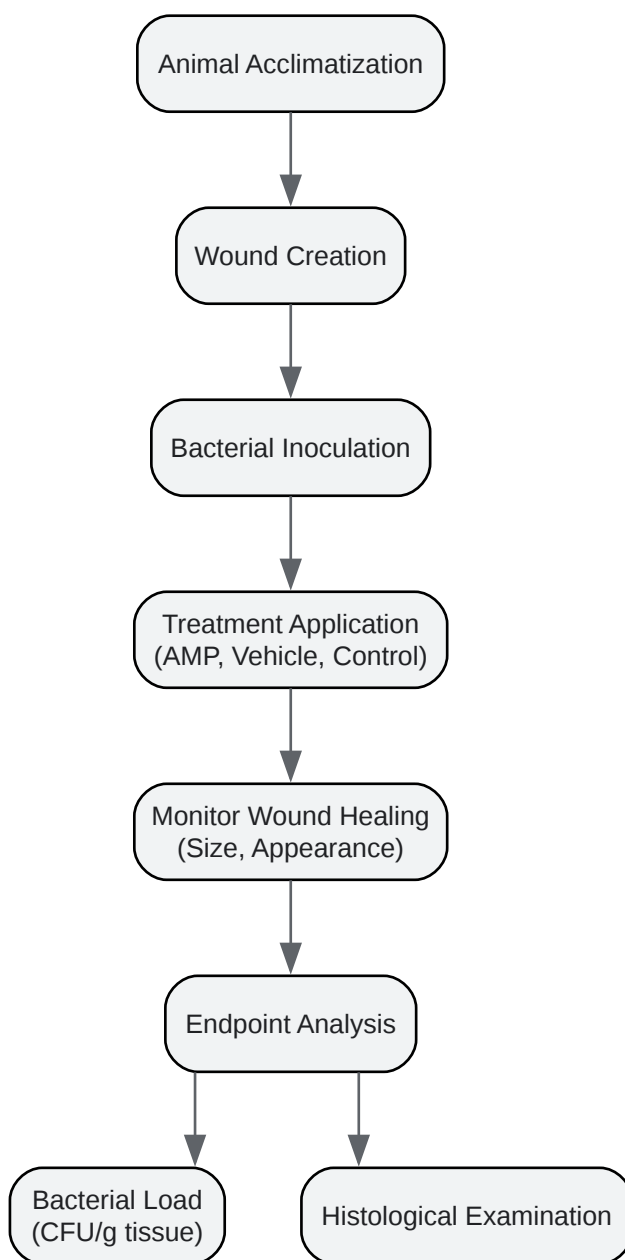 Animal Acclimatization
Wound Creation
Bacterial Inoculation
Treatment Application
(AMP, Vehicle, Control)
Monitor Wound Healing
(Size, Appearance)
Endpoint Analysis
Bacterial Load
(CFU/g tissue)
Histological Examination